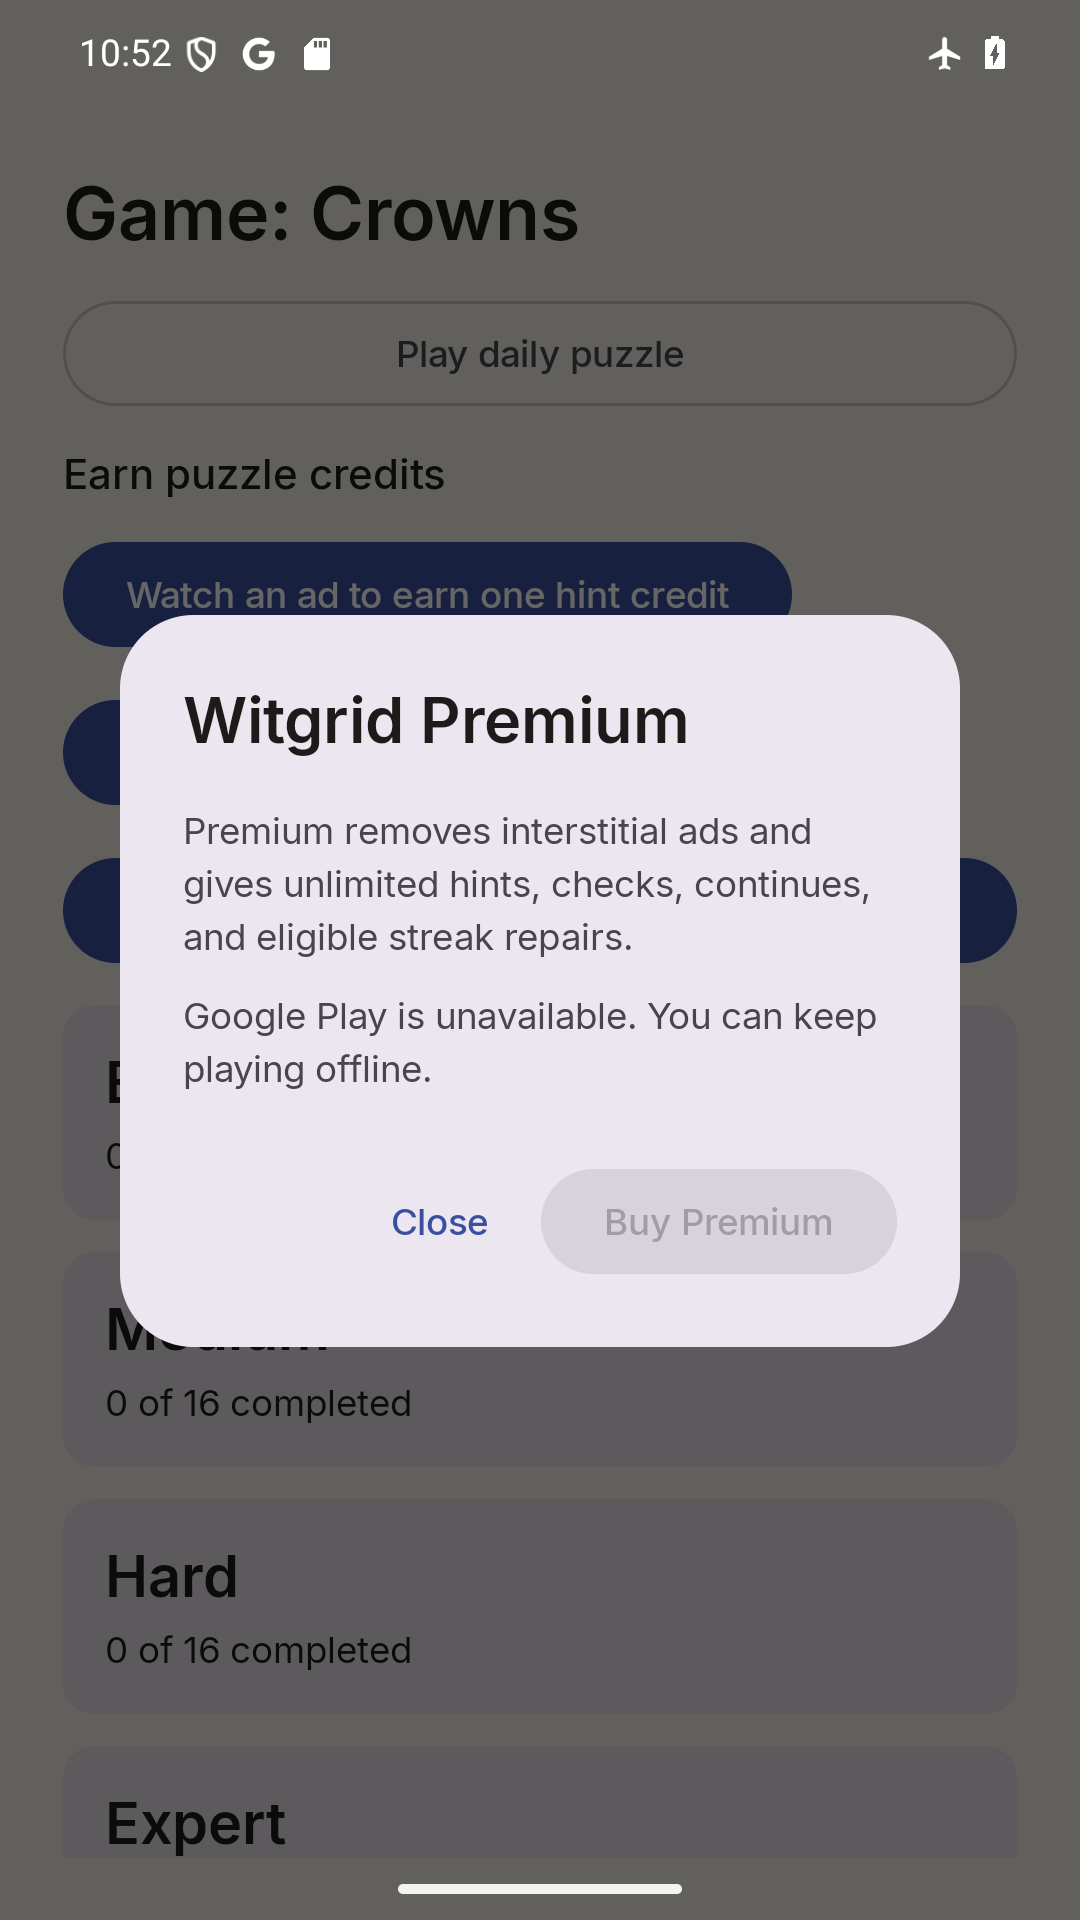 10:52
Game: Crowns
Play daily puzzle
Earn puzzle credits
Watch an ad to earn one hint credit
Witgrid Premium
Premium removes interstitial ads and
gives unlimited hints, checks, continues,
and eligible streak repairs.
Google Play is unavailable. You can keep
playing offline.
Close
Buy Premium
Medium
0 of 16 completed
Hard
0 of 16 completed
Expert